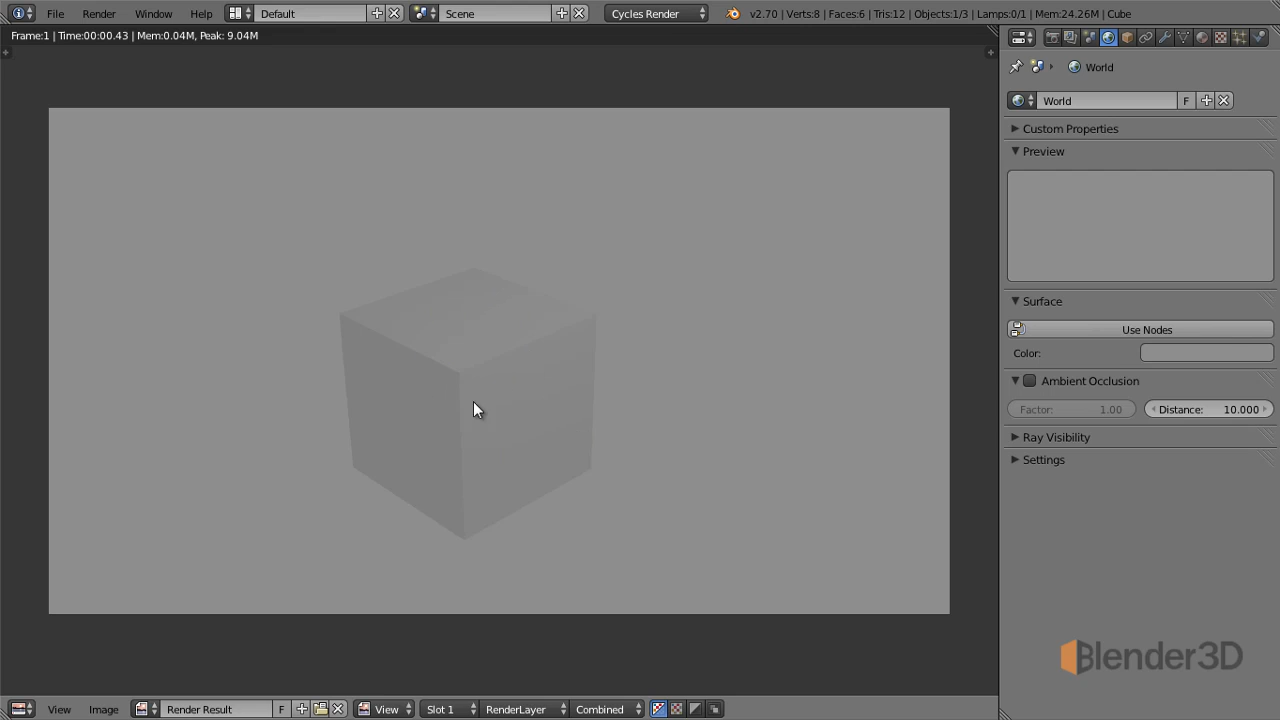 File Render Window Help Default Scene Cycles Render v2.70 | Verts:8 | Faces:6 | Tris:12 | Objects:1/3 | Lamps:0/1 | Mem:24.26M | Cube
Frame:1 | Time:00:00.43 | Mem:0.04M, Peak: 9.04M
World
World F
Custom Properties
Preview
Surface
Use Nodes
Color:
Ambient Occlusion
Factor: 1.00 Distance: 10.000
Ray Visibility
Settings
Blender3D
View Image Render Result F View Slot 1 RenderLayer Combined